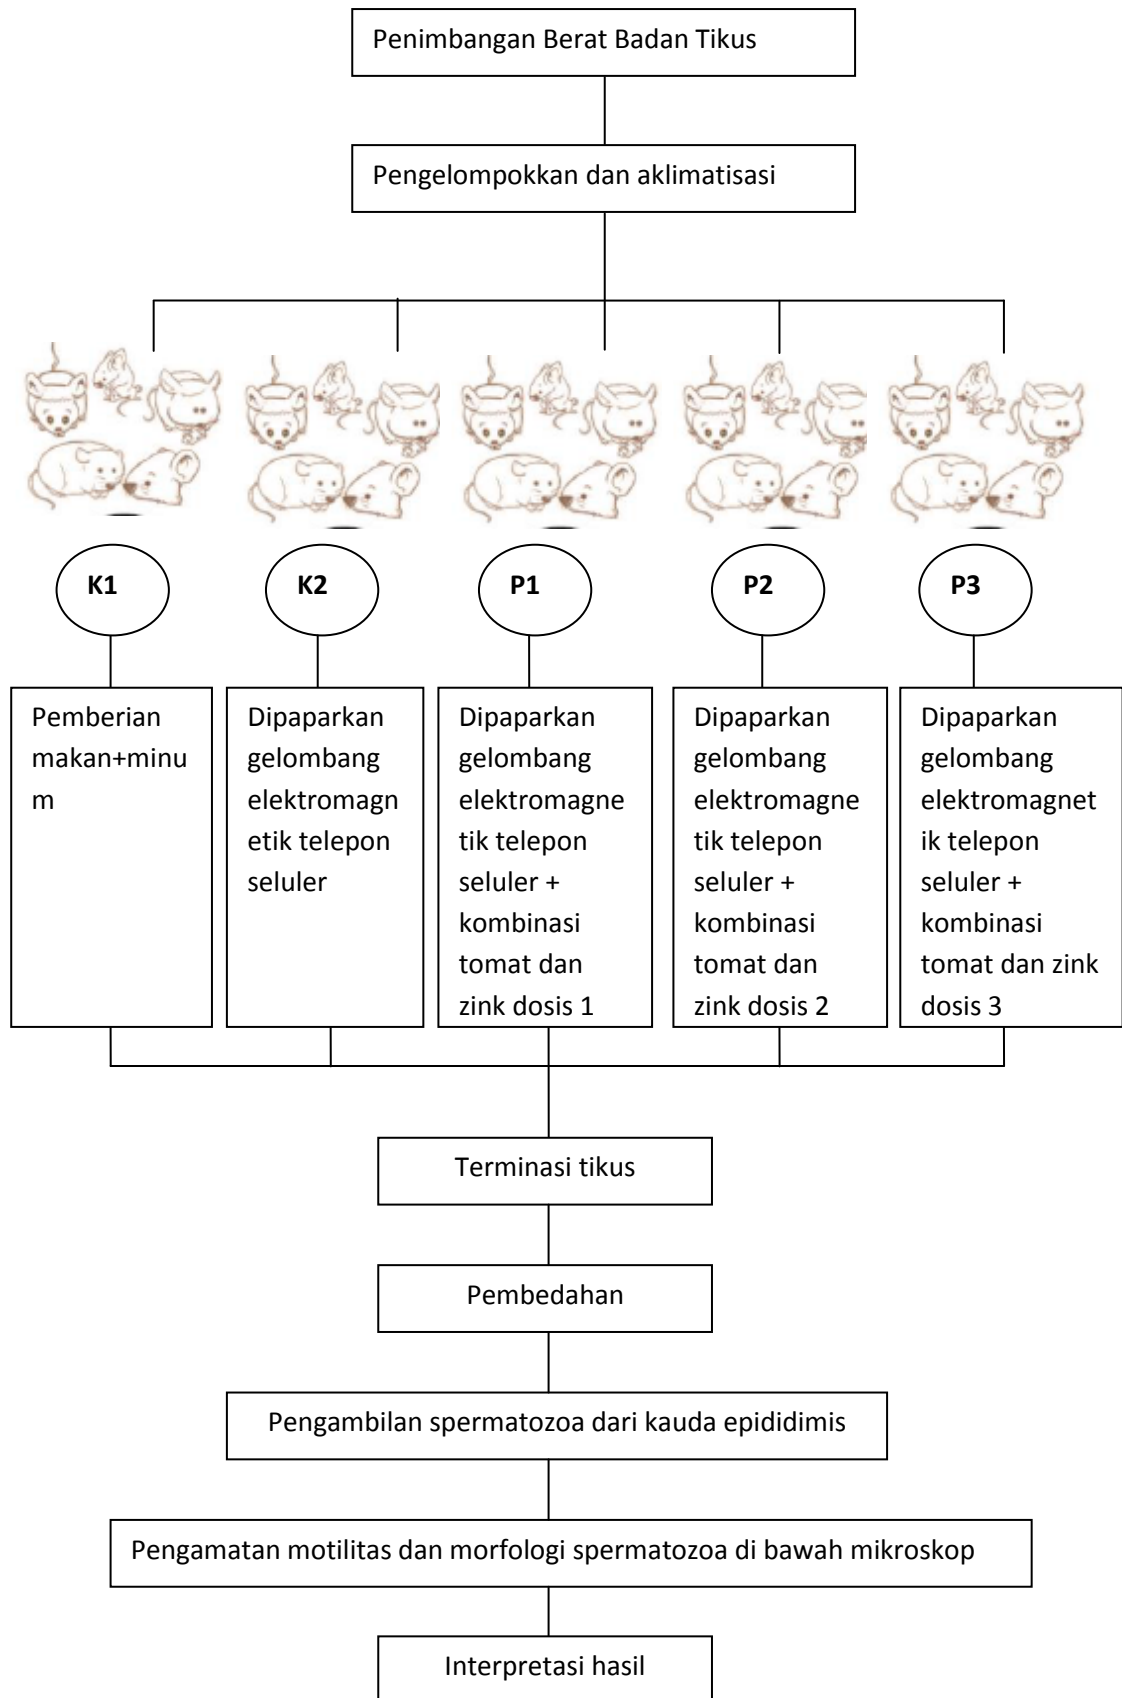 Penimbangan Berat Badan Tikus
Pengelompokkan dan aklimatisasi
K1
K2
P1
P2
P3
Pemberian
makan+minu
m
Dipaparkan
gelombang
elektromagn
etik telepon
seluler
Dipaparkan
gelombang
elektromagne
tik telepon
seluler +
kombinasi
tomat dan
zink dosis 1
Dipaparkan
gelombang
elektromagne
tik telepon
seluler +
kombinasi
tomat dan
zink dosis 2
Dipaparkan
gelombang
elektromagnet
ik telepon
seluler +
kombinasi
tomat dan zink
dosis 3
Terminasi tikus
Pembedahan
Pengambilan spermatozoa dari kauda epididimis
Pengamatan motilitas dan morfologi spermatozoa di bawah mikroskop
Interpretasi hasil